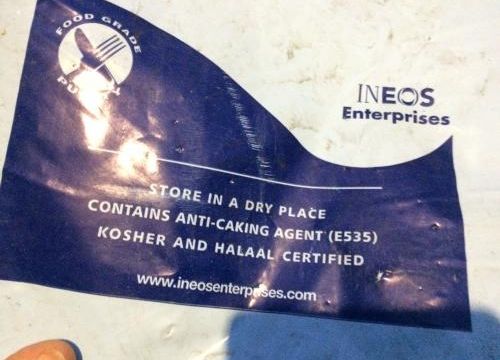 FOOD GRADE
PURITY
INEOS
Enterprises
STORE IN A DRY PLACE
CONTAINS ANTI-CAKING AGENT (E535)
KOSHER AND HALAAL CERTIFIED
www.ineosenterprises.com